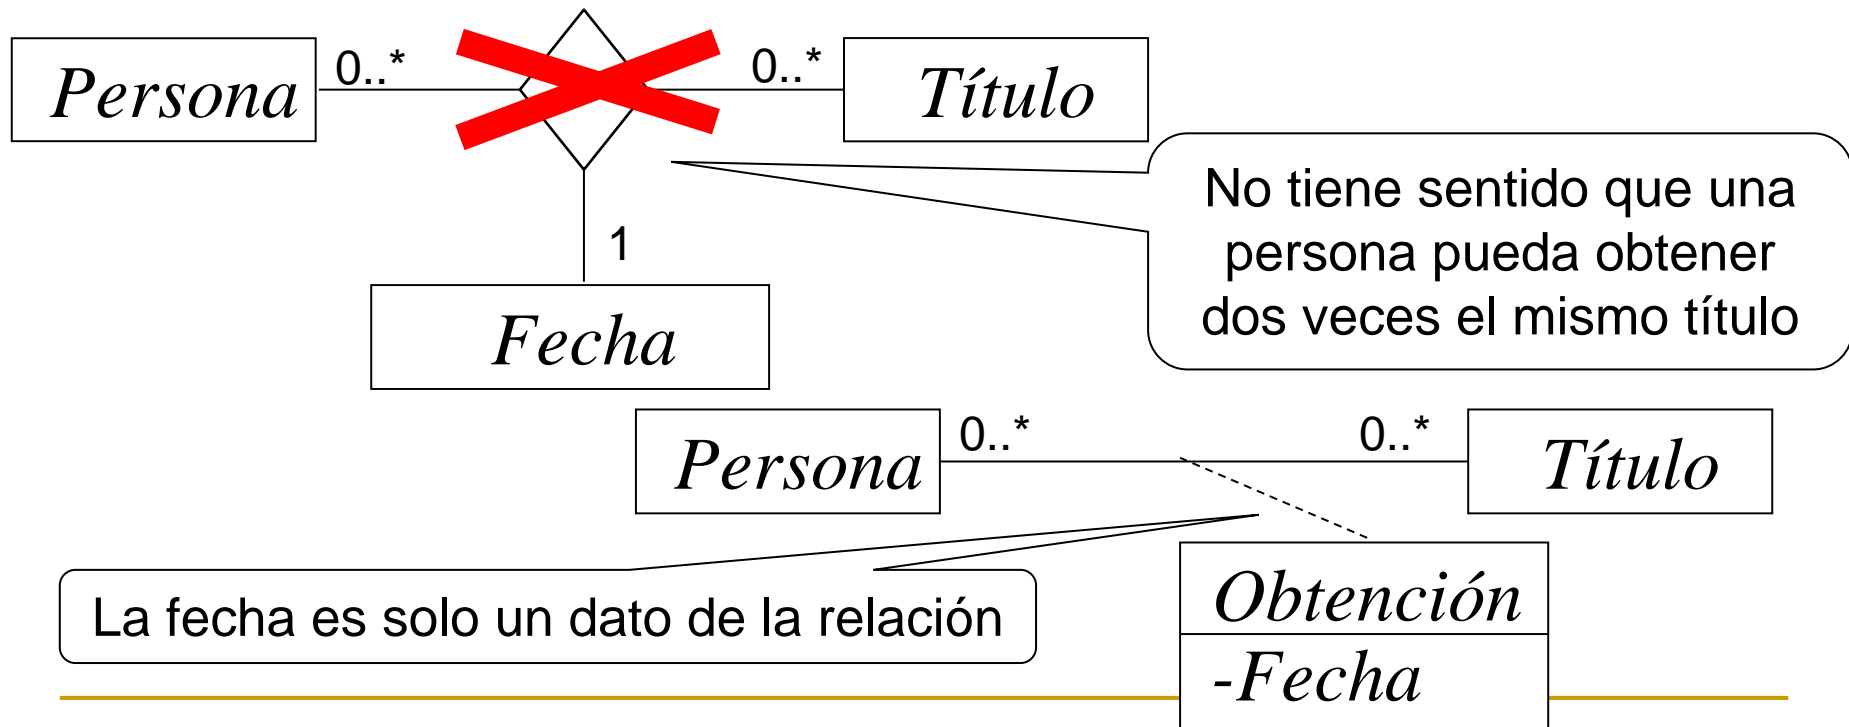 Persona
0..*
0..*
Título
1
Fecha
No tiene sentido que una
persona pueda obtener
dos veces el mismo título
Persona
0..*
0..*
Título
La fecha es solo un dato de la relación
Obtención
-Fecha